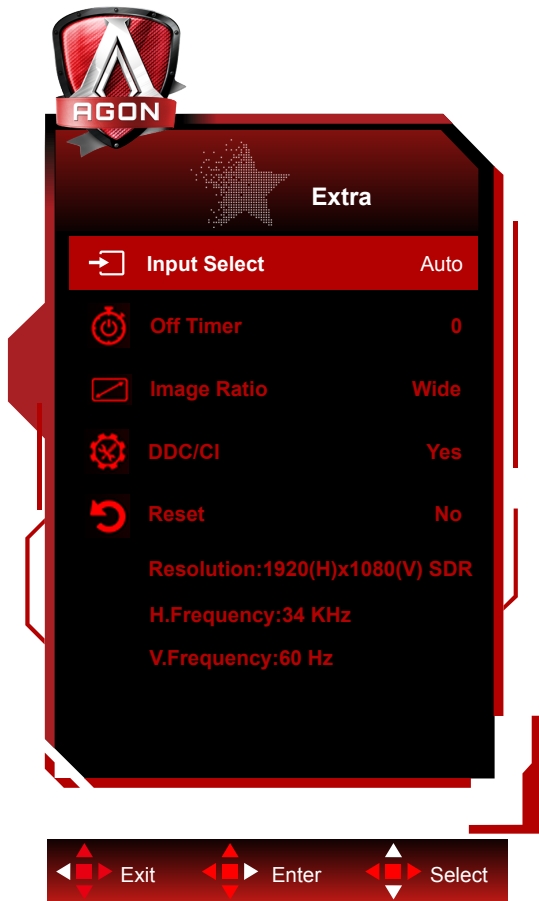 AGON
Extra
Input Select Auto
Off Timer 0
Image Ratio Wide
DDC/CI Yes
Reset No
Resolution:1920(H)x1080(V) SDR
H.Frequency:34 KHz
V.Frequency:60 Hz
Exit Enter Select